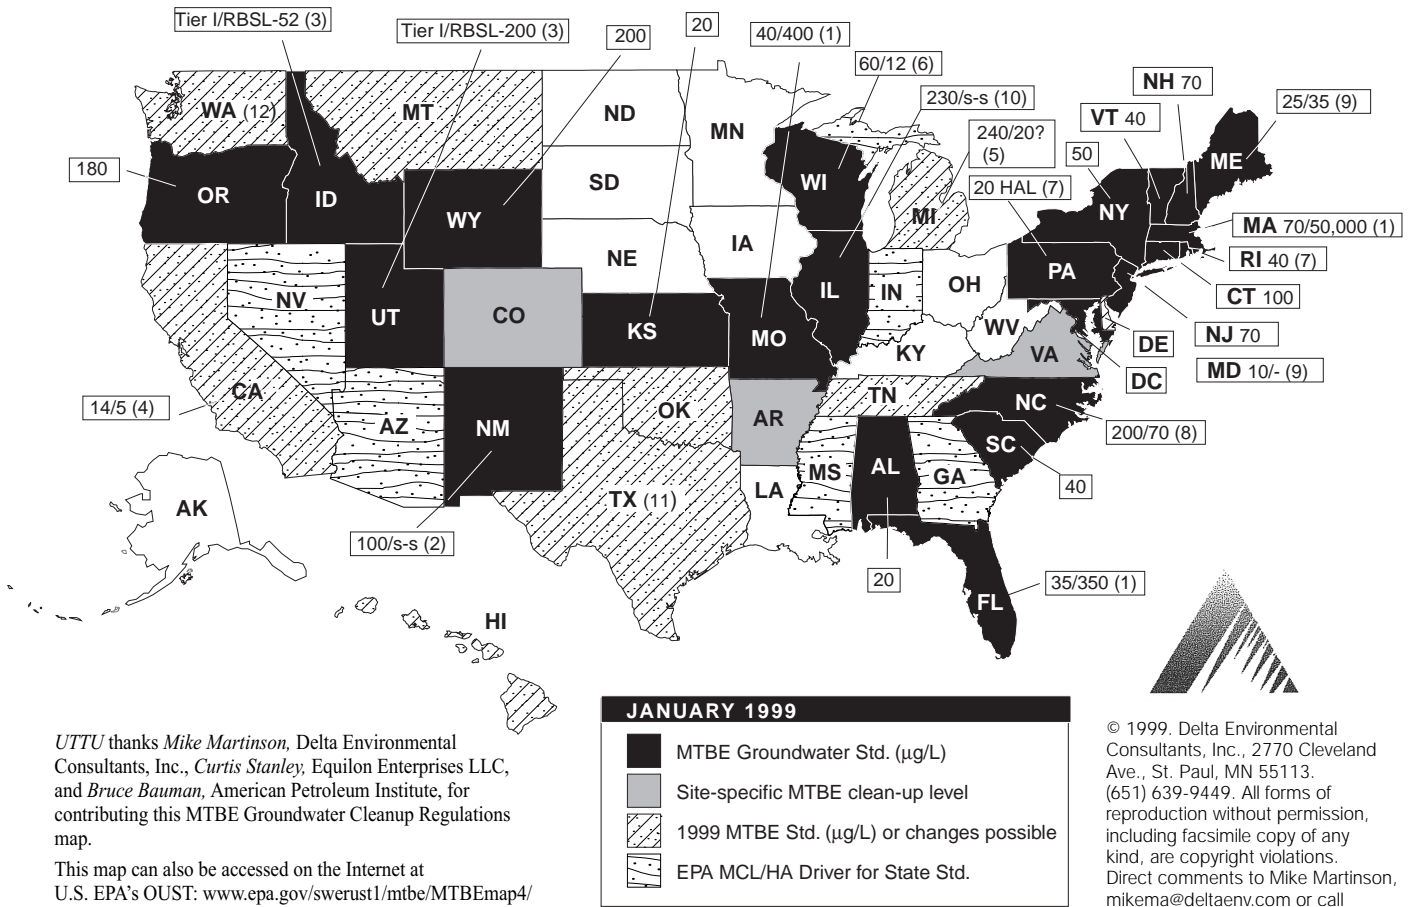 Tier I/RBSL-52 (3)
Tier I/RBSL-200 (3)
200
20
40/400 (1)
60/12 (6)
230/s-s (10)
240/20?
(5)
NH 70
VT 40
25/35 (9)
50
20 HAL (7)
180
WA (12)
MT
ND
MN
ME
OR
ID
WY
SD
WI
MI
NY
MA 70/50,000 (1)
RI 40 (7)
CT 100
NV
UT
CO
NE
IA
KS
MO
IL
IN
OH
PA
WV
KY
VA
NJ 70
DE
MD 10/- (9)
DC
14/5 (4)
CA
AZ
NM
OK
AR
TN
NC
200/70 (8)
SC
40
TX (11)
LA
MS
AL
GA
AK
100/s-s (2)
20
FL
35/350 (1)
HI
JANUARY 1999
MTBE Groundwater Std. (µg/L)
Site-specific MTBE clean-up level
1999 MTBE Std. (µg/L) or changes possible
EPA MCL/HA Driver for State Std.
UTTU thanks Mike Martinson, Delta Environmental
Consultants, Inc., Curtis Stanley, Equilon Enterprises LLC,
and Bruce Bauman, American Petroleum Institute, for
contributing this MTBE Groundwater Cleanup Regulations
map.
This map can also be accessed on the Internet at
U.S. EPA's OUST: www.epa.gov/swerust1/mtbe/MTBEmap4/
© 1999. Delta Environmental
Consultants, Inc., 2770 Cleveland
Ave., St. Paul, MN 55113.
(651) 639-9449. All forms of
reproduction without permission,
including facsimile copy of any
kind, are copyright violations.
Direct comments to Mike Martinson,
mikema@deltaenv.com or call